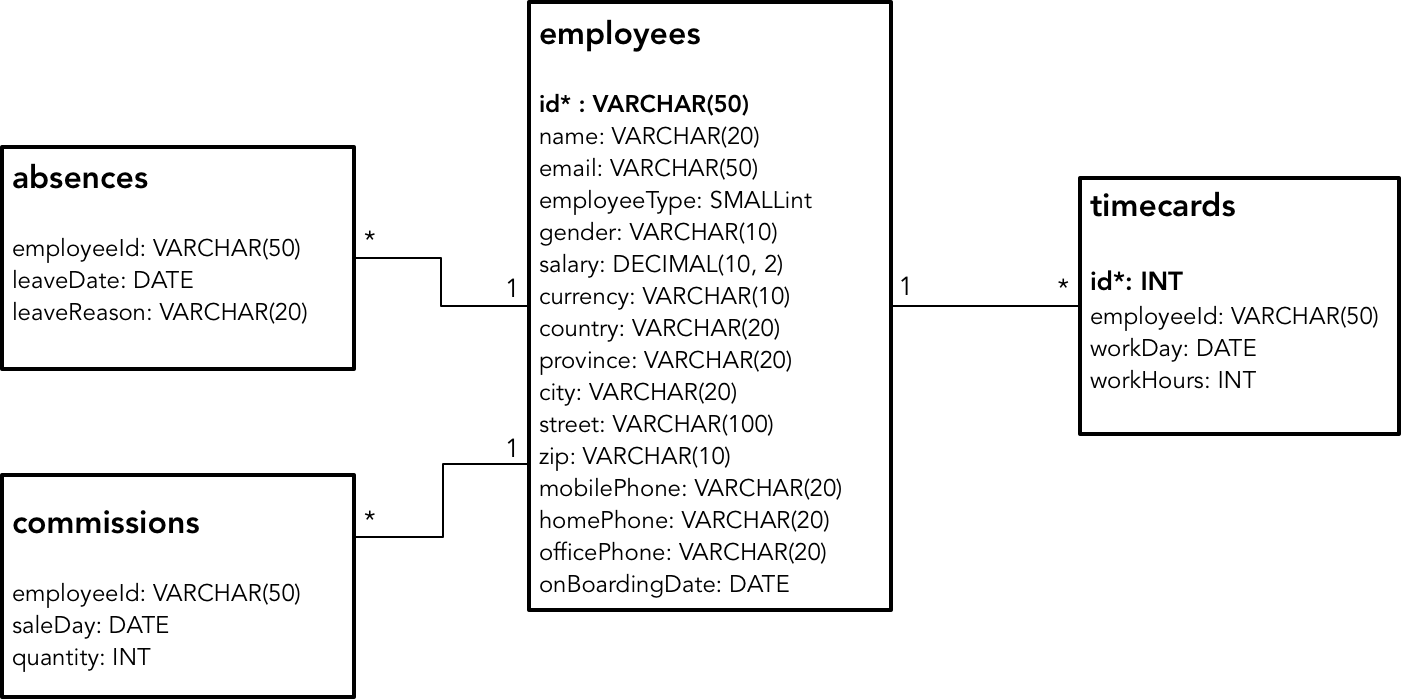 employees
id* : VARCHAR(50)
name: VARCHAR(20)
email: VARCHAR(50)
employeeType: SMALLint
gender: VARCHAR(10)
salary: DECIMAL(10, 2)
currency: VARCHAR(10)
country: VARCHAR(20)
province: VARCHAR(20)
city: VARCHAR(20)
street: VARCHAR(100)
zip: VARCHAR(10)
mobilePhone: VARCHAR(20)
homePhone: VARCHAR(20)
officePhone: VARCHAR(20)
onBoardingDate: DATE
absences
employeeId: VARCHAR(50)
leaveDate: DATE
leaveReason: VARCHAR(20)
*
1
commissions
employeeId: VARCHAR(50)
saleDay: DATE
quantity: INT
*
1
timecards
id*: INT
employeeId: VARCHAR(50)
workDay: DATE
workHours: INT
1
*